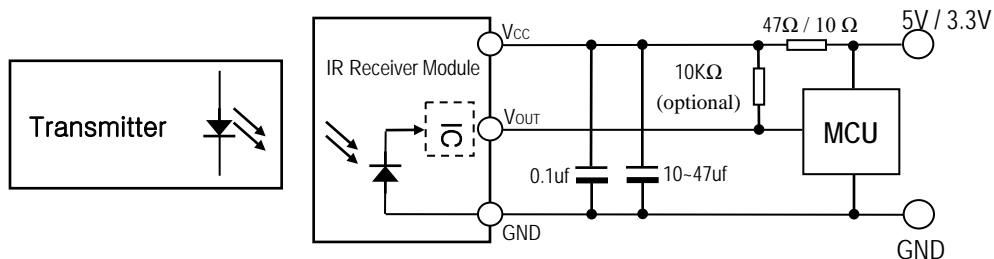 Transmitter
IR Receiver Module
IC
VCC
VOUT
GND
0.1uf
10~47uf
10KΩ
(optional)
47Ω / 10 Ω
5V / 3.3V
MCU
GND